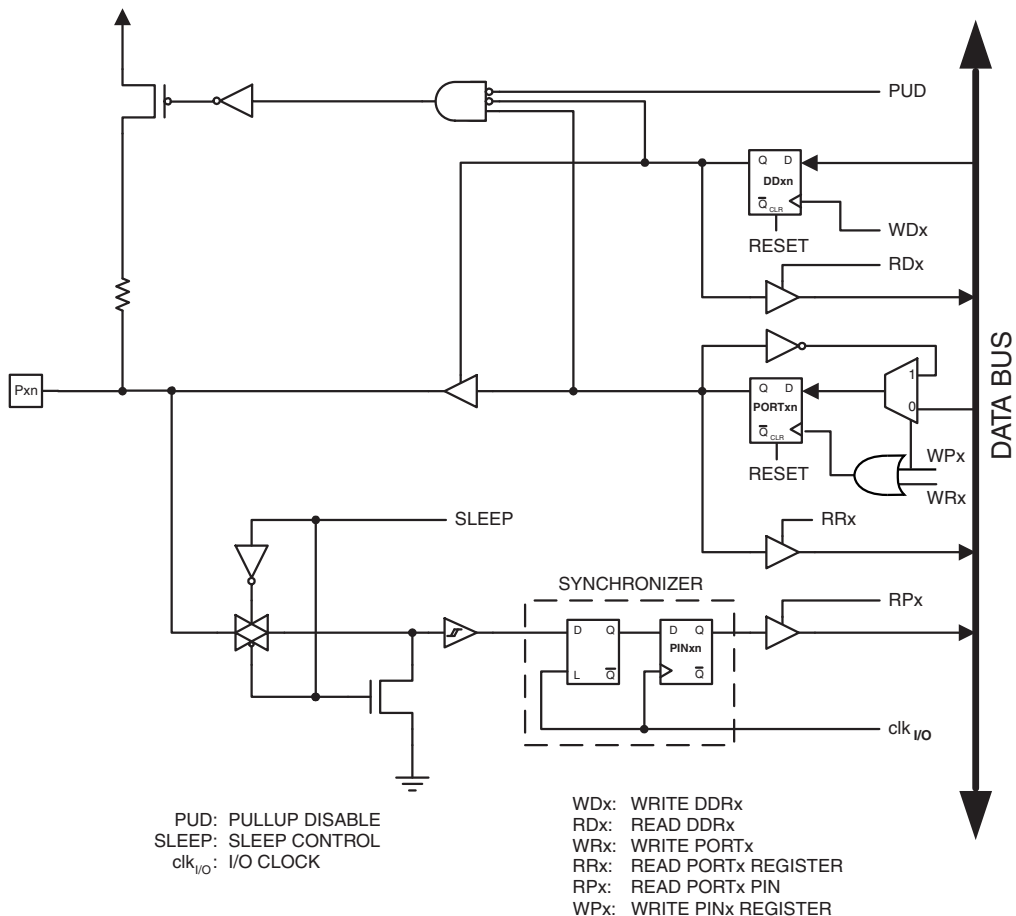 PUD
Q D
DDxn
Q CLR
WDx
RESET
RDx
Pxn
1
Q D
PORTxn
0
Q CLR
WPx
RESET
WRx
DATA BUS
SLEEP
RRx
SYNCHRONIZER
RPx
D Q
L Q
D Q
PINxn
Q
clk I/O
PUD: PULLUP DISABLE
SLEEP: SLEEP CONTROL
clkI/O: I/O CLOCK
WDx: WRITE DDRx
RDx: READ DDRx
WRx: WRITE PORTx
RRx: READ PORTx REGISTER
RPx: READ PORTx PIN
WPx: WRITE PINx REGISTER